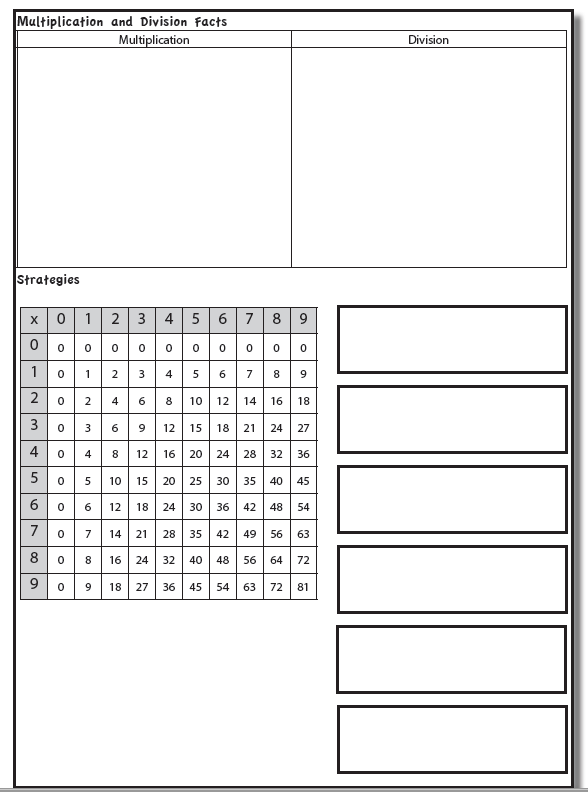 Multiplication and Division Facts
Multiplication Division
Strategies
x 0 1 2 3 4 5 6 7 8 9
0 0 0 0 0 0 0 0 0 0 0
1 0 1 2 3 4 5 6 7 8 9
2 0 2 4 6 8 10 12 14 16 18
3 0 3 6 9 12 15 18 21 24 27
4 0 4 8 12 16 20 24 28 32 36
5 0 5 10 15 20 25 30 35 40 45
6 0 6 12 18 24 30 36 42 48 54
7 0 7 14 21 28 35 42 49 56 63
8 0 8 16 24 32 40 48 56 64 72
9 0 9 18 27 36 45 54 63 72 81